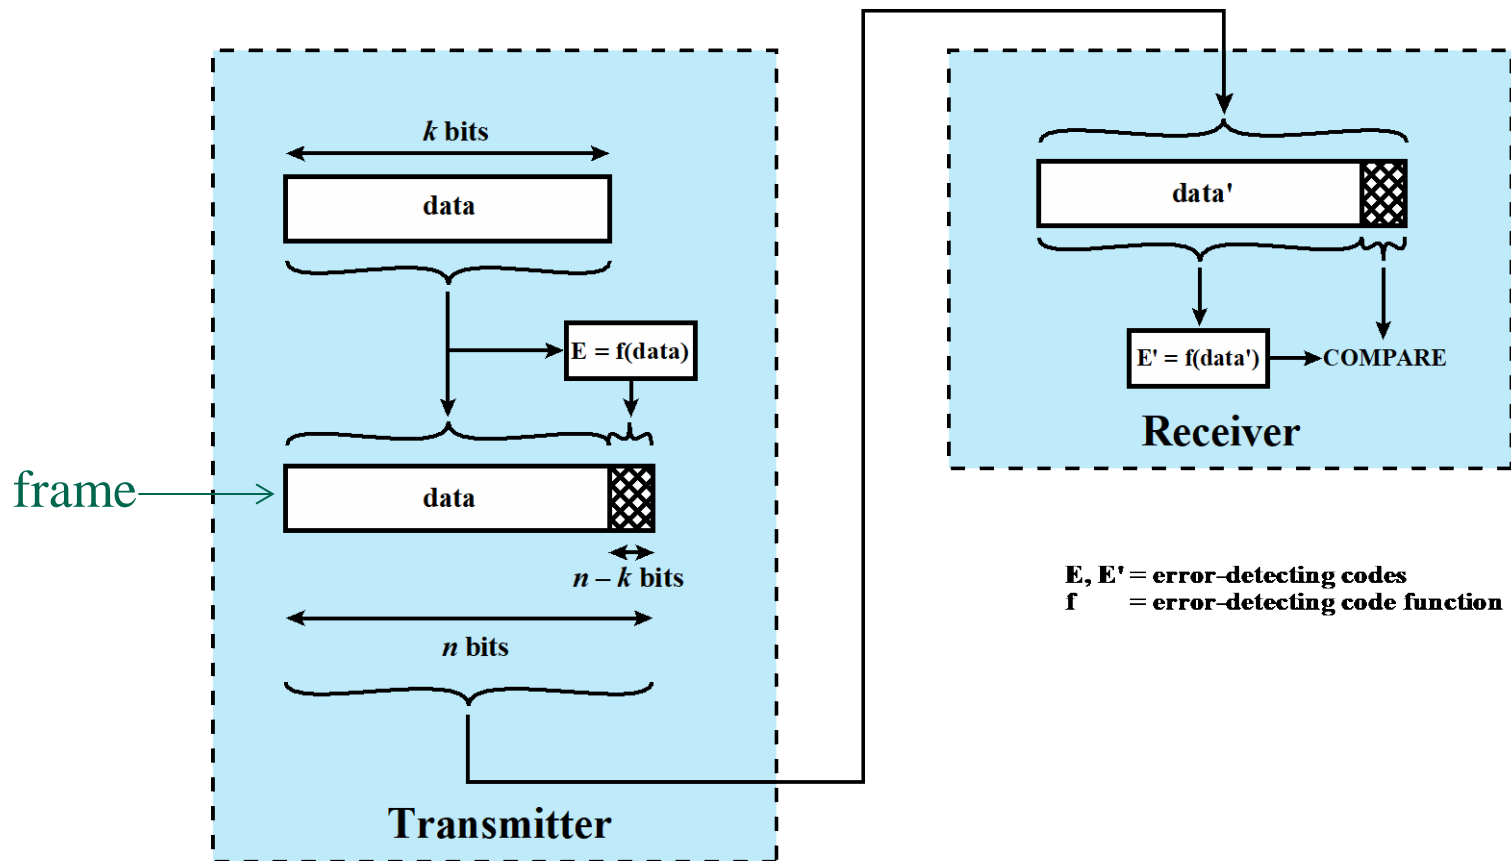 k bits
data
E = f(data)
frame
data
n – k bits
n bits
Transmitter
data'
E' = f(data')
COMPARE
Receiver
E, E' = error-detecting codes
f = error-detecting code function